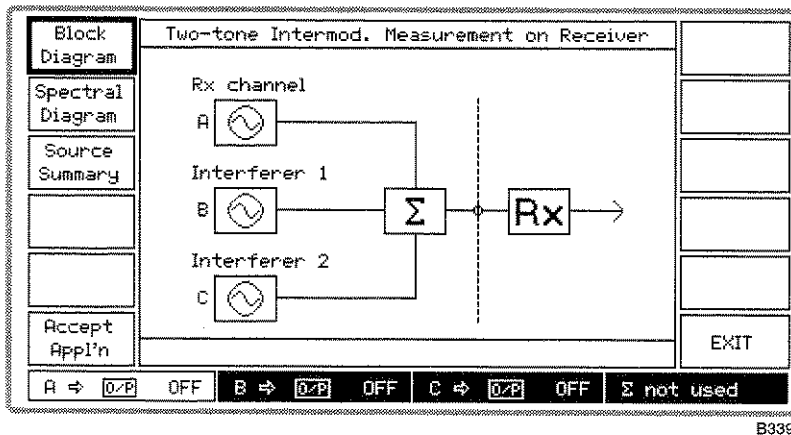 Block
Diagram
Spectral
Diagram
Source
Summary
Accept
Appl'n
Two-tone Intermod. Measurement on Receiver
Rx channel
A
Interferer 1
B
Interferer 2
C
Σ
Rx
EXIT
A ⇨ O/P OFF B ⇨ O/P OFF C ⇨ O/P OFF Σ not used
B339